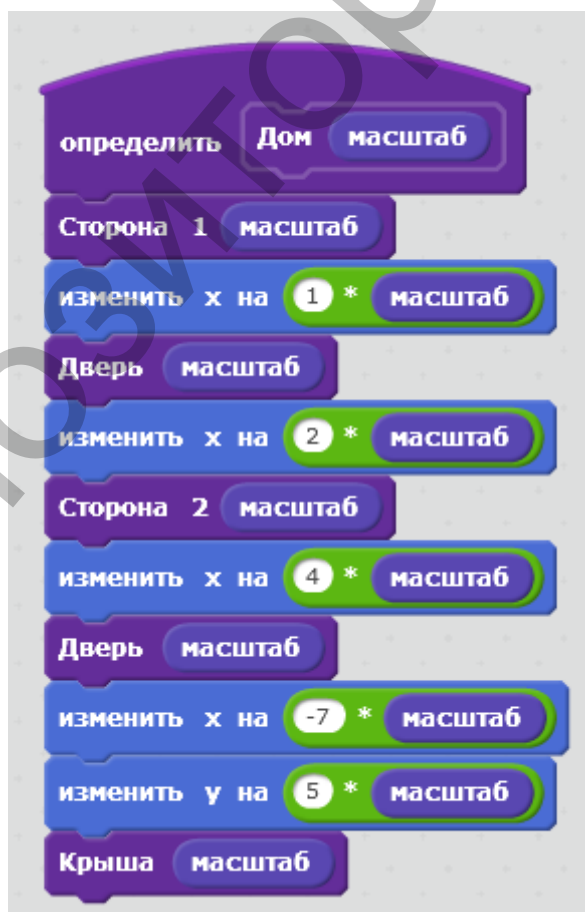 определить Дом масштаб
Сторона 1 масштаб
изменить x на 1 * масштаб
Дверь масштаб
изменить x на 2 * масштаб
Сторона 2 масштаб
изменить x на 4 * масштаб
Дверь масштаб
изменить x на -7 * масштаб
изменить y на 5 * масштаб
Крыша масштаб